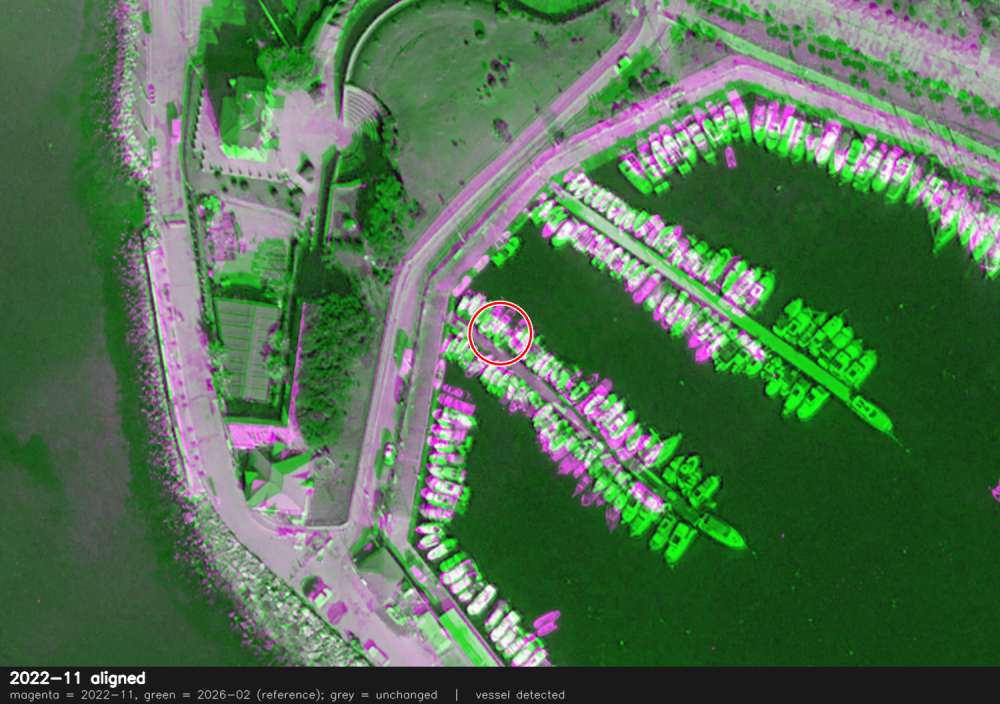 2022-11 aligned
magenta = 2022-11, green = 2026-02 (reference); grey = unchanged | vessel detected